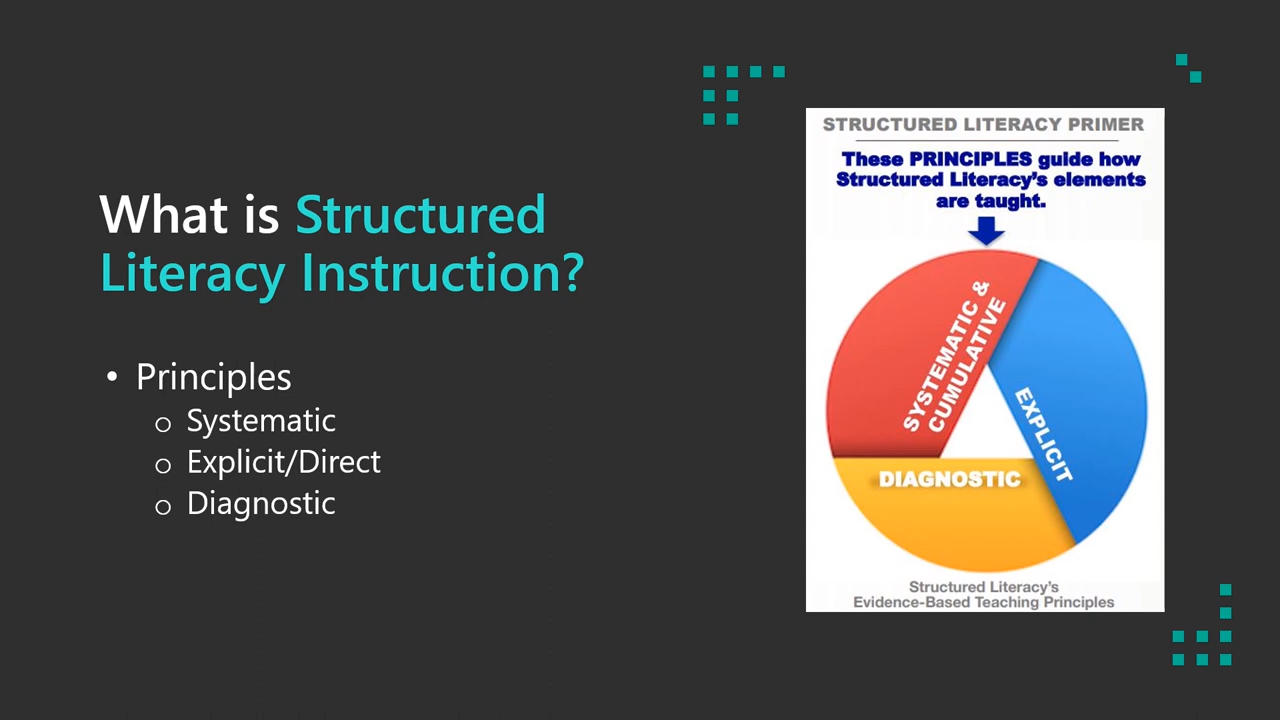 What is Structured
Literacy Instruction?
• Principles
o Systematic
o Explicit/Direct
o Diagnostic
STRUCTURED LITERACY PRIMER
These PRINCIPLES guide how
Structured Literacy's elements
are taught.
SYSTEMATIC &
CUMULATIVE
EXPLICIT
DIAGNOSTIC
Structured Literacy's
Evidence-Based Teaching Principles